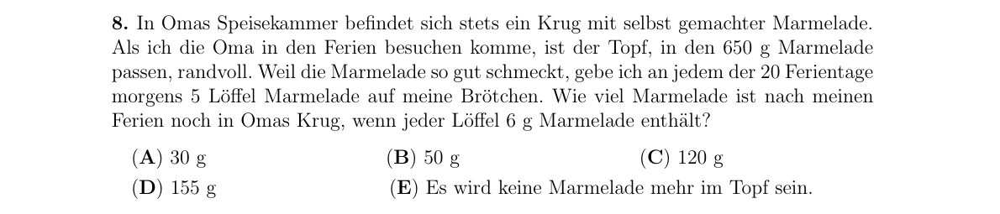 8. In Omas Speisekammer befindet sich stets ein Krug mit selbst gemachter Marmelade.
Als ich die Oma in den Ferien besuchen komme, ist der Topf, in den 650 g Marmelade
passen, randvoll. Weil die Marmelade so gut schmeckt, gebe ich an jedem der 20 Ferientage
morgens 5 Löffel Marmelade auf meine Brötchen. Wie viel Marmelade ist nach meinen
Ferien noch in Omas Krug, wenn jeder Löffel 6 g Marmelade enthält?
(A) 30 g (B) 50 g (C) 120 g
(D) 155 g (E) Es wird keine Marmelade mehr im Topf sein.